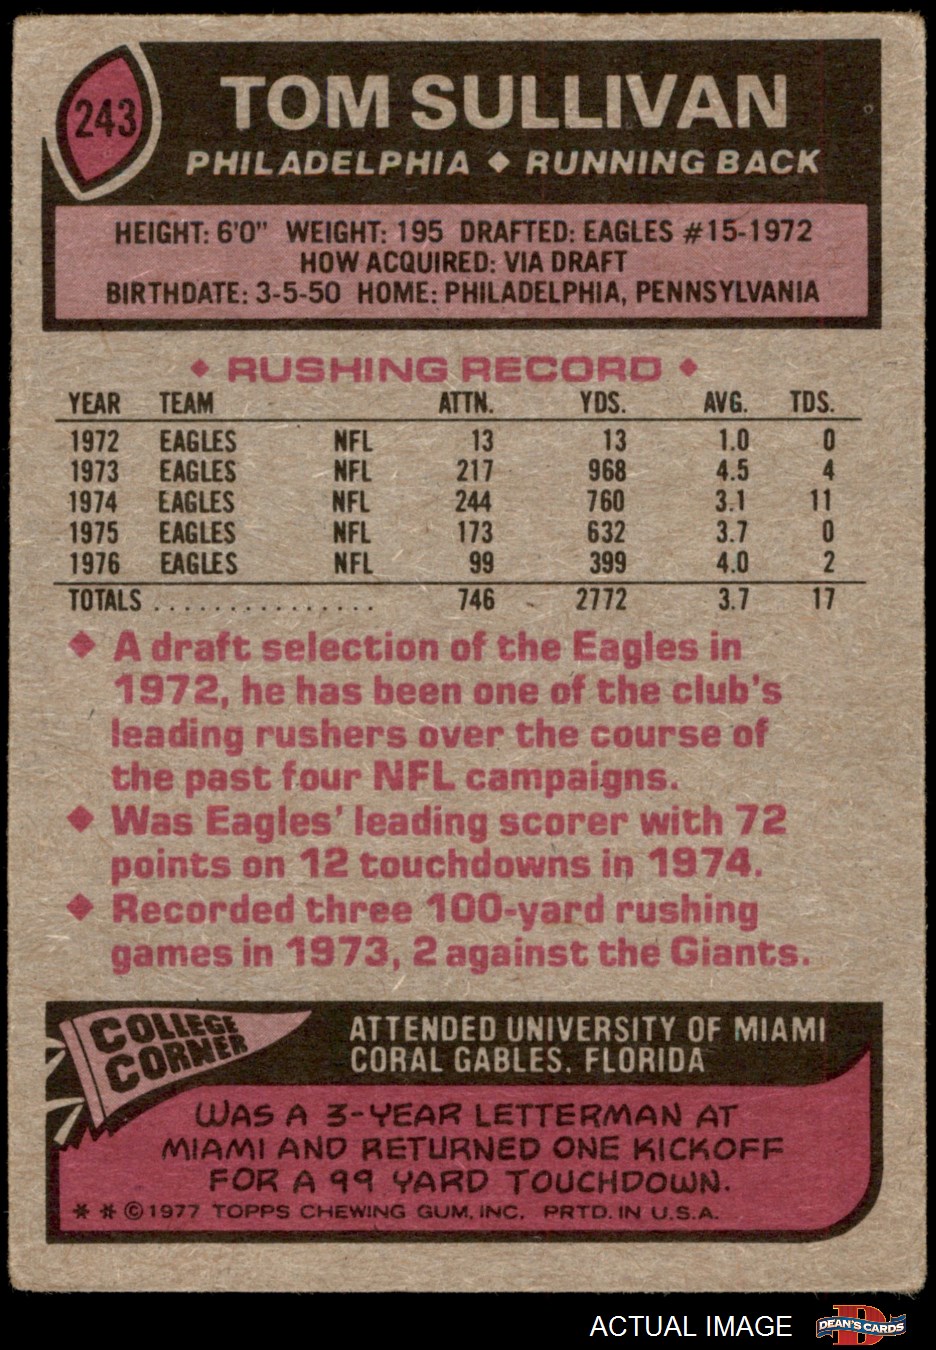 243
TOM SULLIVAN
PHILADELPHIA ◆ RUNNING BACK
HEIGHT: 6'0" WEIGHT: 195 DRAFTED: EAGLES #15-1972
HOW ACQUIRED: VIA DRAFT
BIRTHDATE: 3-5-50 HOME: PHILADELPHIA, PENNSYLVANIA
◆ RUSHING RECORD ◆
YEAR TEAM ATTN. YDS. AVG. TDS.
1972 EAGLES NFL 13 13 1.0 0
1973 EAGLES NFL 217 968 4.5 4
1974 EAGLES NFL 244 760 3.1 11
1975 EAGLES NFL 173 632 3.7 0
1976 EAGLES NFL 99 399 4.0 2
TOTALS . . . . . . . . . . . . . . . 746 2772 3.7 17
◆ A draft selection of the Eagles in
1972, he has been one of the club's
leading rushers over the course of
the past four NFL campaigns.
◆ Was Eagles' leading scorer with 72
points on 12 touchdowns in 1974.
◆ Recorded three 100-yard rushing
games in 1973, 2 against the Giants.
COLLEGE
CORNER
ATTENDED UNIVERSITY OF MIAMI
CORAL GABLES, FLORIDA
WAS A 3-YEAR LETTERMAN AT
MIAMI AND RETURNED ONE KICKOFF
FOR A 99 YARD TOUCHDOWN.
* * © 1977 TOPPS CHEWING GUM, INC. PRTD. IN U.S.A.
ACTUAL IMAGE
D
DEAN'S CARDS